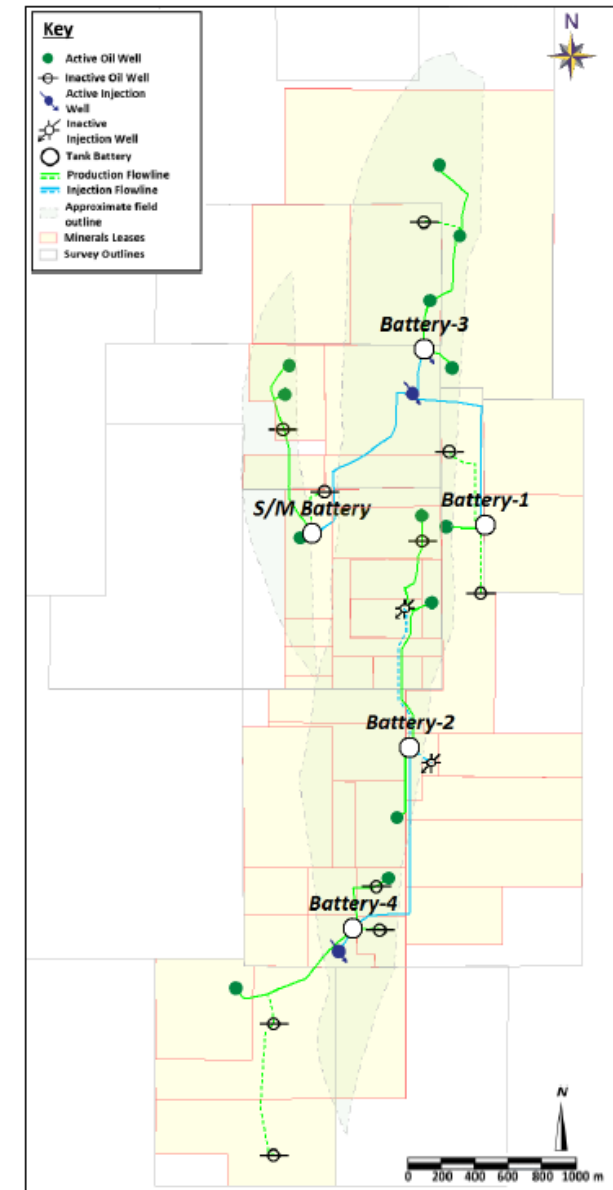 Key
N
Active Oil Well
Inactive Oil Well
Active Injection
Well
Inactive
Injection Well
Tank Battery
Production Flowline
Injection Flowline
Approximate field
outline
Minerals Leases
Survey Outlines
Battery-3
S/M Battery
Battery-1
Battery-2
Battery-4
N
0 200 400 600 800 1000 m